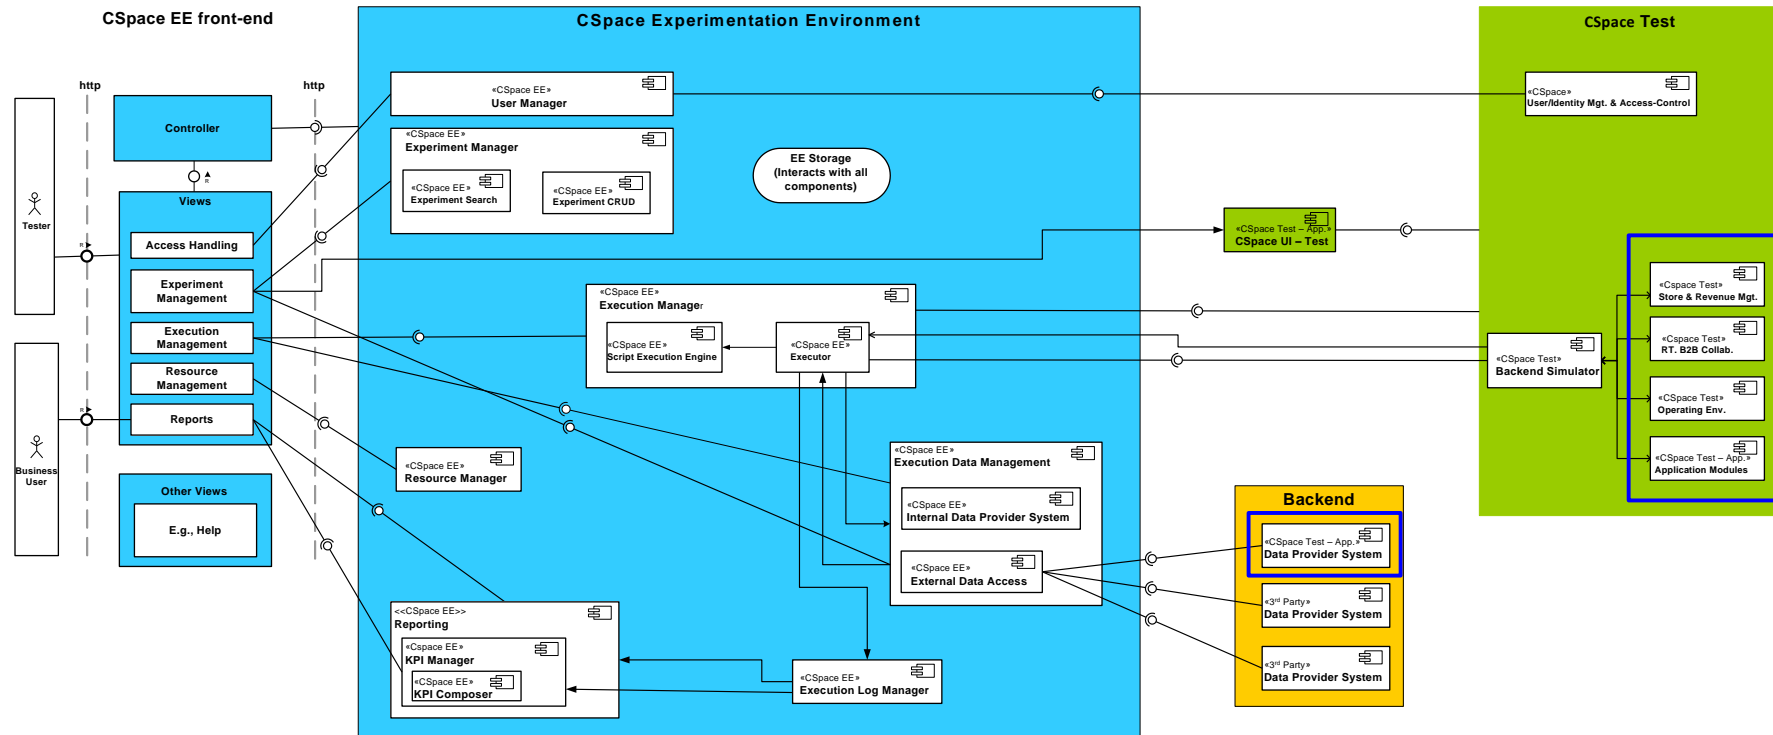 CSpace EE front-end
CSpace Experimentation Environment
CSpace Test
http
http
Tester
Business
User
R
R
R
Controller
Views
Access Handling
Experiment
Management
Execution
Management
Resource
Management
Reports
Other Views
E.g., Help
«CSpace EE»
User Manager
«CSpace EE»
Experiment Manager
«CSpace EE»
Experiment Search
«CSpace EE»
Experiment CRUD
EE Storage
(Interacts with all
components)
«CSpace EE»
Execution Manager
«CSpace EE»
Script Execution Engine
«CSpace EE»
Executor
«CSpace EE»
Resource Manager
«CSpace EE»
Execution Data Management
«CSpace EE»
Internal Data Provider System
«CSpace EE»
External Data Access
<<CSpace EE>>
Reporting
«Cspace EE»
KPI Manager
«CSpace EE»
KPI Composer
«CSpace EE»
Execution Log Manager
«CSpace Test – App.»
CSpace UI – Test
Backend
«CSpace Test – App.»
Data Provider System
«3rd Party»
Data Provider System
«3rd Party»
Data Provider System
«CSpace»
User/Identity Mgt. & Access-Control
«CSpace Test»
Backend Simulator
«Cspace Test»
Store & Revenue Mgt.
«Cspace Test»
RT. B2B Collab.
«CSpace Test»
Operating Env.
«CSpace Test – App.»
Application Modules